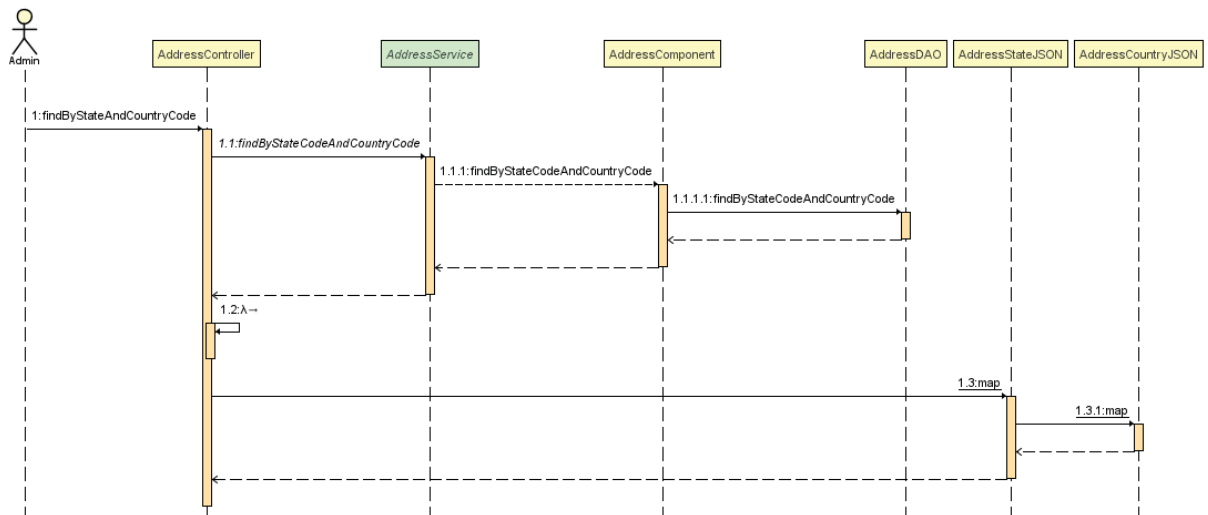 Admin
AddressController
AddressService
AddressComponent
AddressDAO
AddressStateJSON
AddressCountryJSON
1:findByStateAndCountryCode
1.1:findByStateCodeAndCountryCode
1.1.1:findByStateCodeAndCountryCode
1.1.1.1:findByStateCodeAndCountryCode
1.2:λ→
1.3:map
1.3.1:map